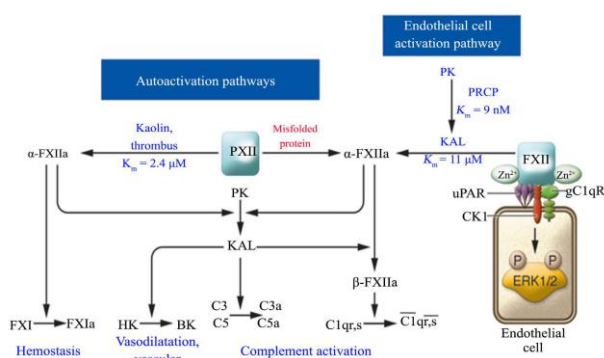 Endothelial cell
activation pathway
Autoactivation pathways
PK
PRCP
Km = 9 nM
Kaolin,
thrombus
Km = 2.4 μM
Misfolded
protein
α-FXIIa
PXII
α-FXIIa
KAL
Km = 11 μM
FXII
Zn2+
Zn2+
uPAR
gC1qR
CK1
PK
KAL
P
P
ERK1/2
β-FXIIa
C3
C5
C3a
C5a
FXI
FXIa
HK
BK
C1qr,s
C1qr,s
Hemostasis
Vasodilatation,
Complement activation
Endothelial
cell